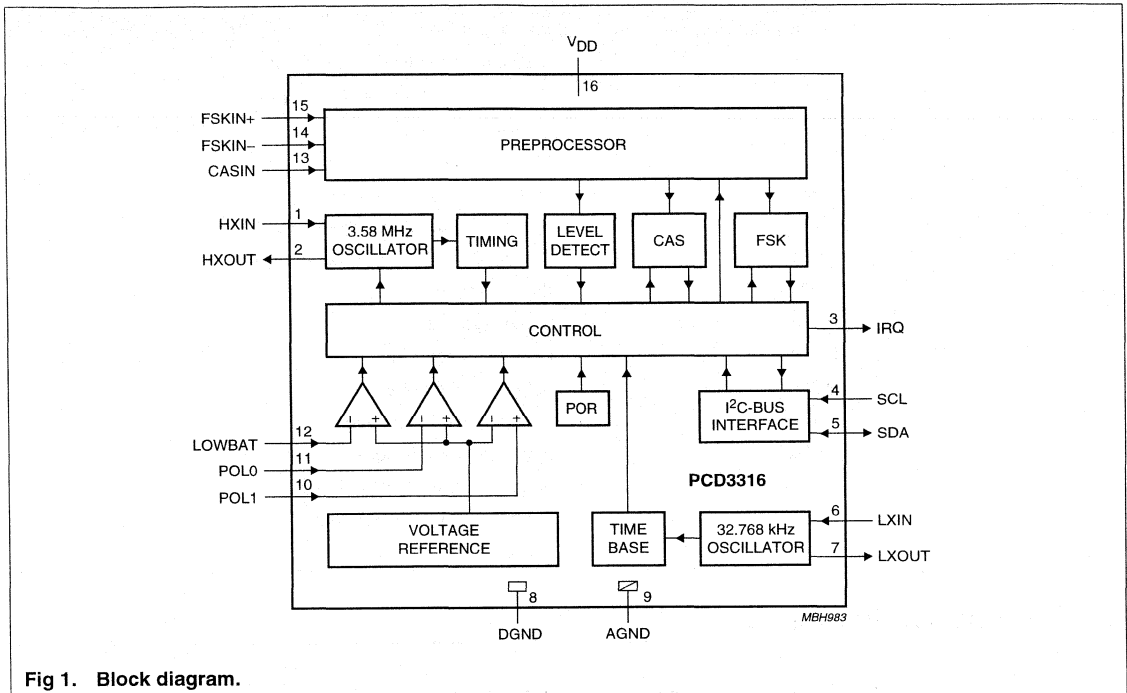 VDD
16
15
FSKIN+
14
FSKIN–
13
CASIN
PREPROCESSOR
1
HXIN
2
HXOUT
3.58 MHz
OSCILLATOR
TIMING
LEVEL
DETECT
CAS
FSK
CONTROL
3
IRQ
– +
– +
– +
POR
I²C-BUS
INTERFACE
4
SCL
5
SDA
12
LOWBAT
11
POL0
10
POL1
PCD3316
VOLTAGE
REFERENCE
TIME
BASE
32.768 kHz
OSCILLATOR
6
LXIN
7
LXOUT
8
DGND
9
AGND
MBH983
Fig 1. Block diagram.